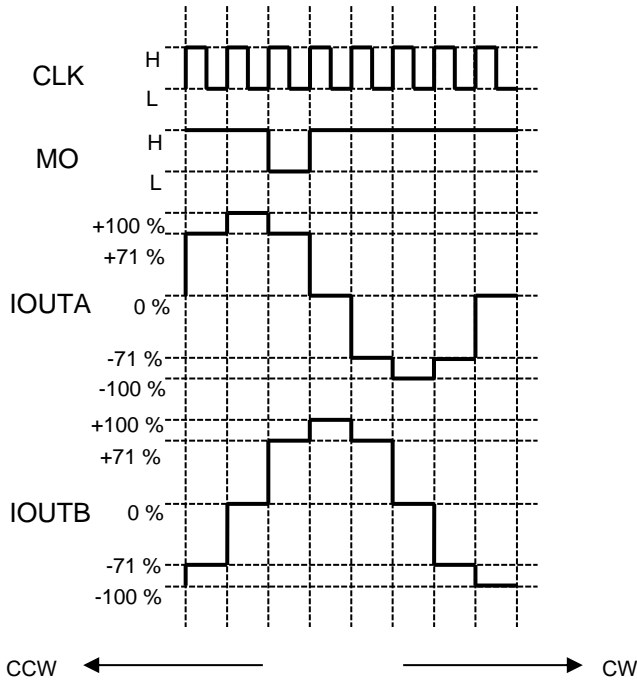 CLK
H
L
MO
H
L
IOUTA
+100 %
+71 %
0 %
-71 %
-100 %
IOUTB
+100 %
+71 %
0 %
-71 %
-100 %
CCW
CW